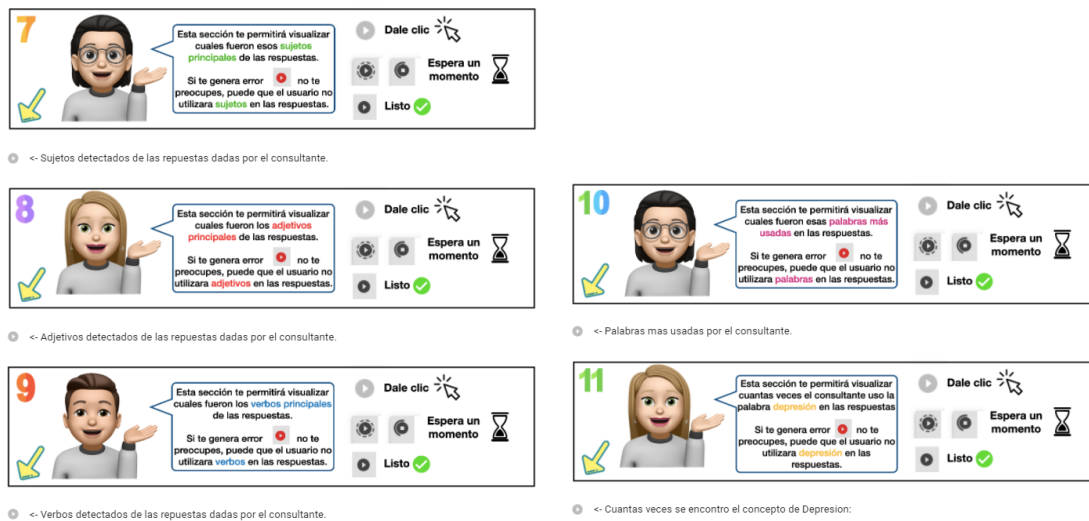 7
Esta sección te permitirá visualizar
cuales fueron esos sujetos
principales de las respuestas.
Si te genera error no te
preocupes, puede que el usuario no
utilizara sujetos en las respuestas.
Dale clic
Espera un
momento
Listo
<- Sujetos detectados de las repuestas dadas por el consultante.
8
Esta sección te permitirá visualizar
cuales fueron los adjetivos
principales de las respuestas.
Si te genera error no te
preocupes, puede que el usuario no
utilizara adjetivos en las respuestas.
Dale clic
Espera un
momento
Listo
<- Adjetivos detectados de las repuestas dadas por el consultante.
9
Esta sección te permitirá visualizar
cuales fueron los verbos principales
de las respuestas.
Si te genera error no te
preocupes, puede que el usuario no
utilizara verbos en las respuestas.
Dale clic
Espera un
momento
Listo
<- Verbos detectados de las repuestas dadas por el consultante.
10
Esta sección te permitirá visualizar
cuales fueron esas palabras más
usadas en las respuestas.
Si te genera error no te
preocupes, puede que el usuario no
utilizara palabras en las respuestas.
Dale clic
Espera un
momento
Listo
<- Palabras mas usadas por el consultante.
11
Esta sección te permitirá visualizar
cuantas veces el consultante uso la
palabra depresión en las respuestas
Si te genera error no te
preocupes, puede que el usuario no
utilizara depresión en las
respuestas.
Dale clic
Espera un
momento
Listo
<- Cuantas veces se encontro el concepto de Depresion: